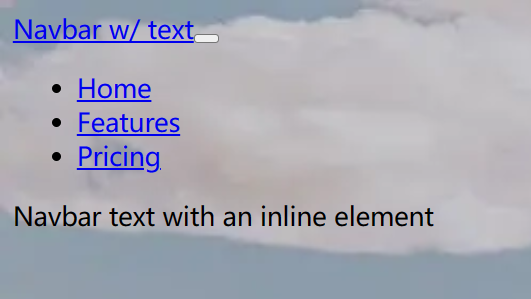 Navbar w/ text
Home
Features
Pricing
Navbar text with an inline element